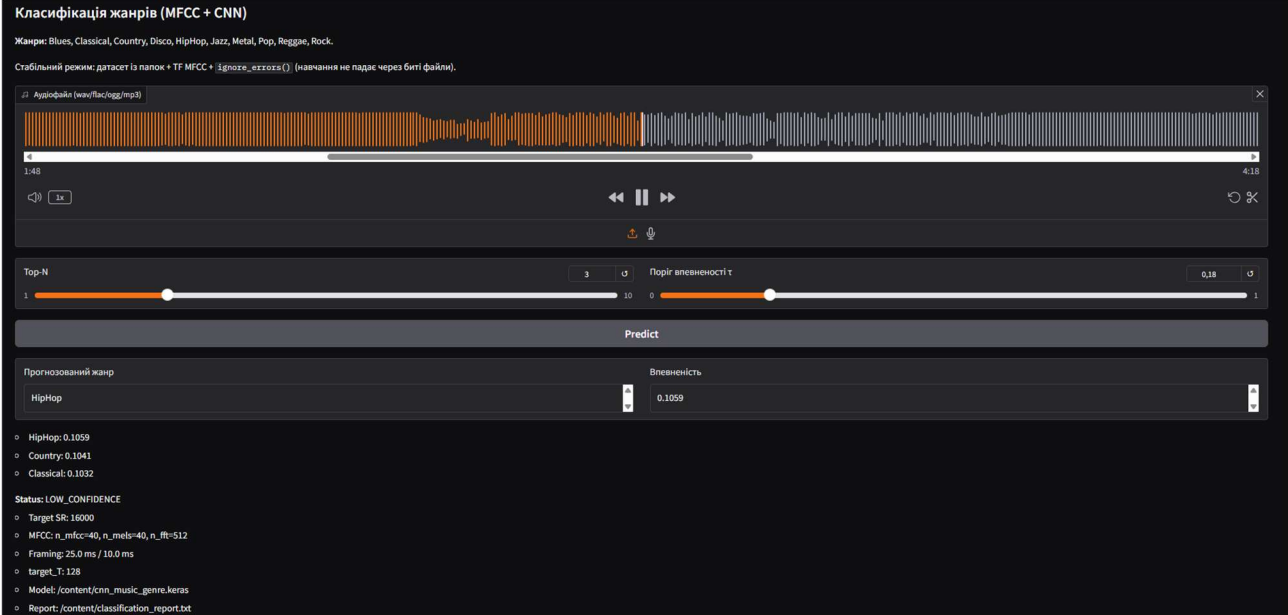 Класифікація жанрів (MFCC + CNN)
Жанри: Blues, Classical, Country, Disco, HipHop, Jazz, Metal, Pop, Reggae, Rock.
Стабільний режим: датасет із папок + TF MFCC + ignore_errors() (навчання не падає через биті файли).
Аудіофайл (wav/flac/ogg/mp3)
1:48 4:18
1x
Top-N 3
1 10
Поріг впевненості τ 0,18
0 1
Predict
Прогнозований жанр
HipHop
Впевненість
0.1059
HipHop: 0.1059
Country: 0.1041
Classical: 0.1032
Status: LOW_CONFIDENCE
Target SR: 16000
MFCC: n_mfcc=40, n_mels=40, n_fft=512
Framing: 25.0 ms / 10.0 ms
target_T: 128
Model: /content/cnn_music_genre.keras
Report: /content/classification_report.txt